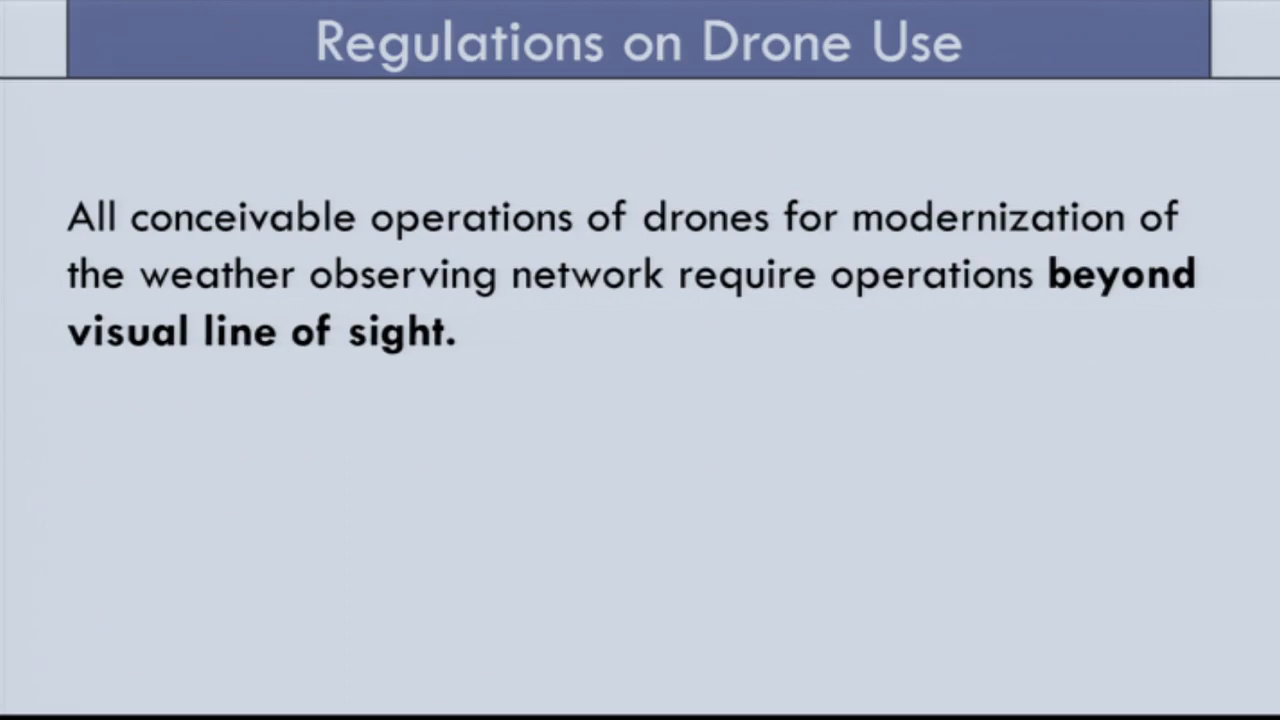 Regulations on Drone Use
All conceivable operations of drones for modernization of
the weather observing network require operations beyond
visual line of sight.